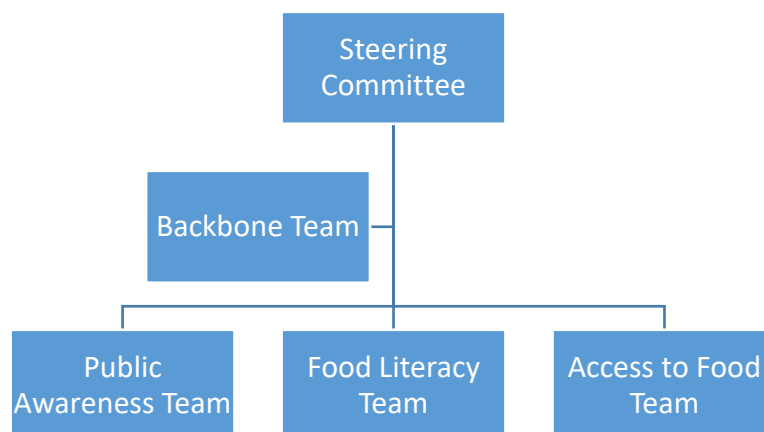 Steering
Committee
Backbone Team
Public
Awareness Team
Food Literacy
Team
Access to Food
Team